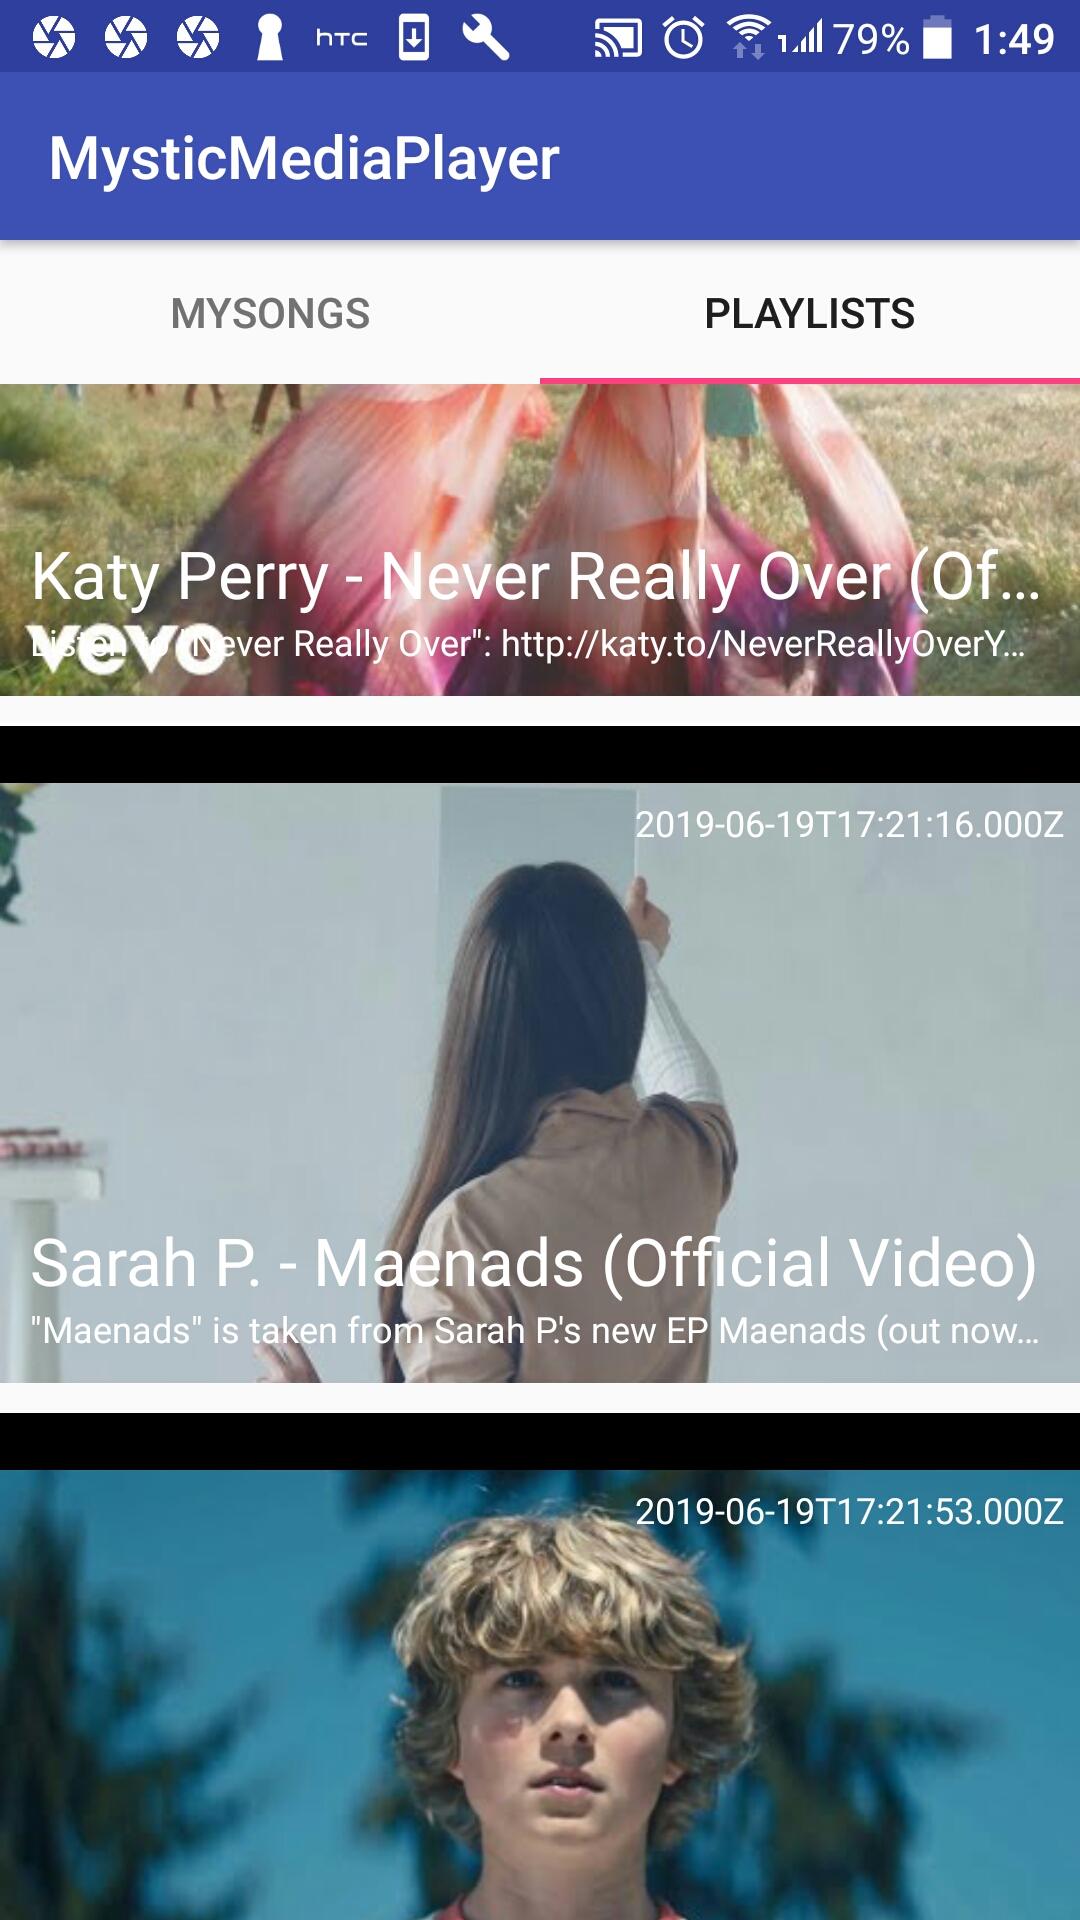 htc 79% 1:49
MysticMediaPlayer
MYSONGS PLAYLISTS
Katy Perry - Never Really Over (Of...
Listen to "Never Really Over": http://katy.to/NeverReallyOverY...
vevo
2019-06-19T17:21:16.000Z
Sarah P. - Maenads (Official Video)
"Maenads" is taken from Sarah P.'s new EP Maenads (out now...
2019-06-19T17:21:53.000Z